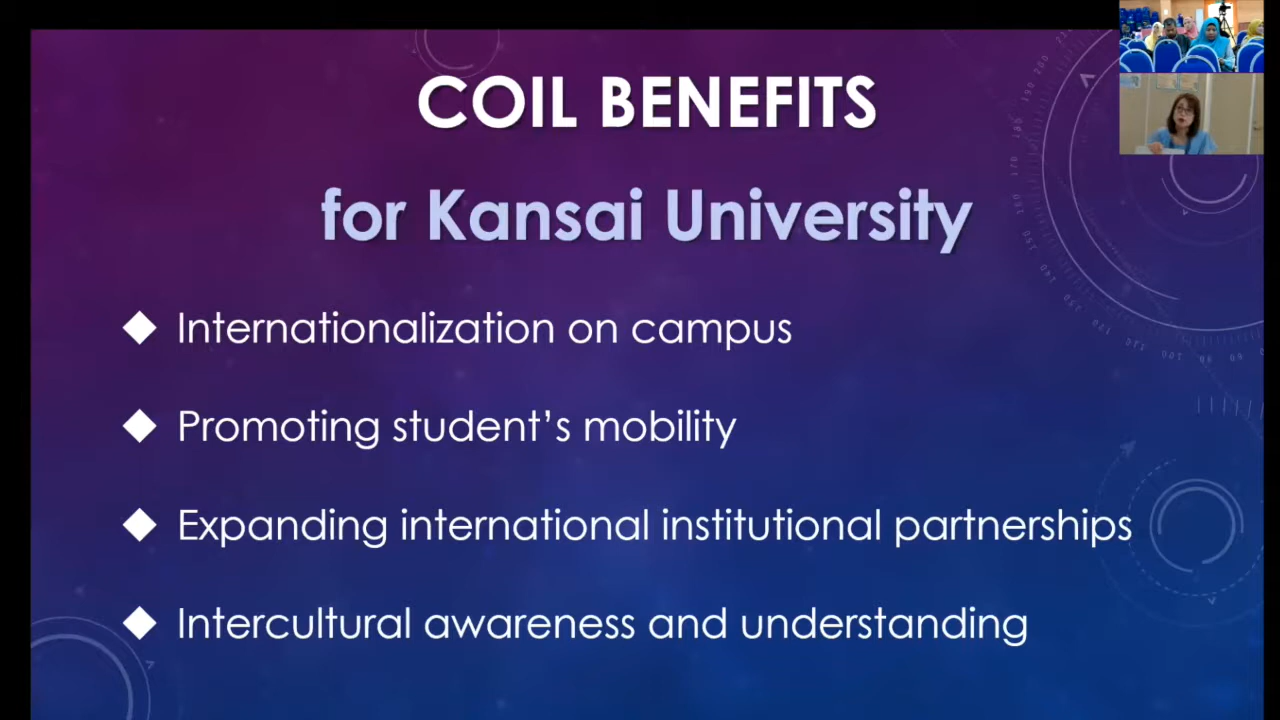 COIL BENEFITS
for Kansai University
◆ Internationalization on campus
◆ Promoting student’s mobility
◆ Expanding international institutional partnerships
◆ Intercultural awareness and understanding